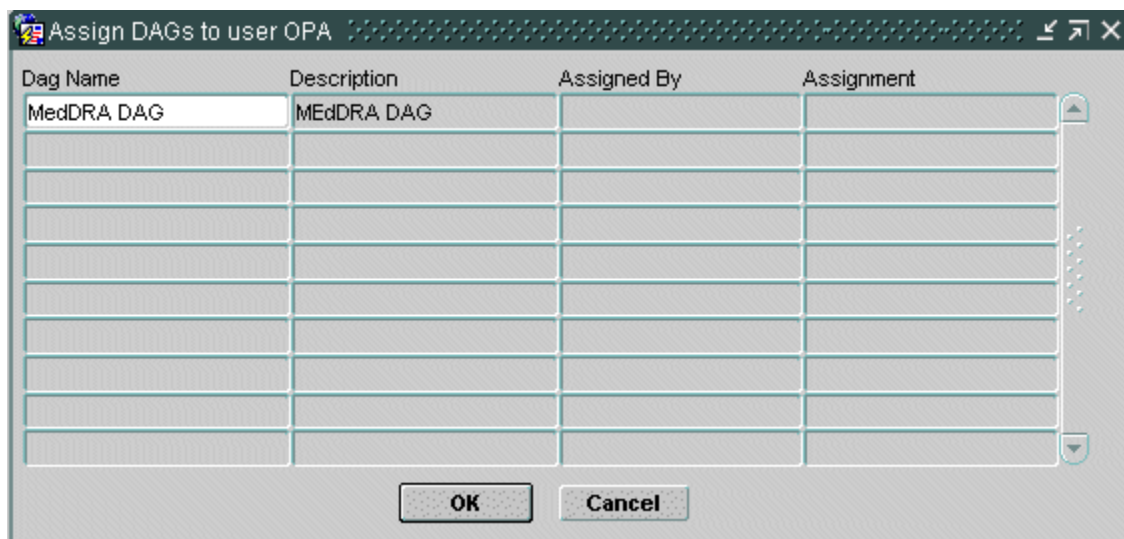 Assign DAGs to user OPA
Dag Name Description Assigned By Assignment
MedDRA DAG MEdDRA DAG
OK Cancel